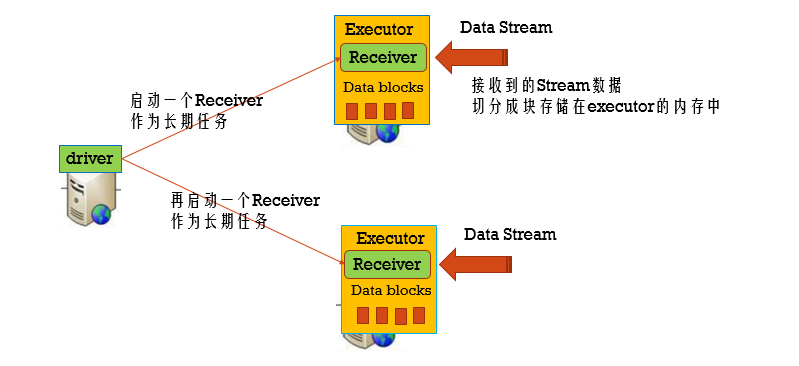 Executor
Data Stream
Receiver
接收到的Stream数据
切分成块存储在executor的内存中
Data blocks
启动一个Receiver
作为长期任务
driver
再启动一个Receiver
作为长期任务
Executor
Data Stream
Receiver
Data blocks